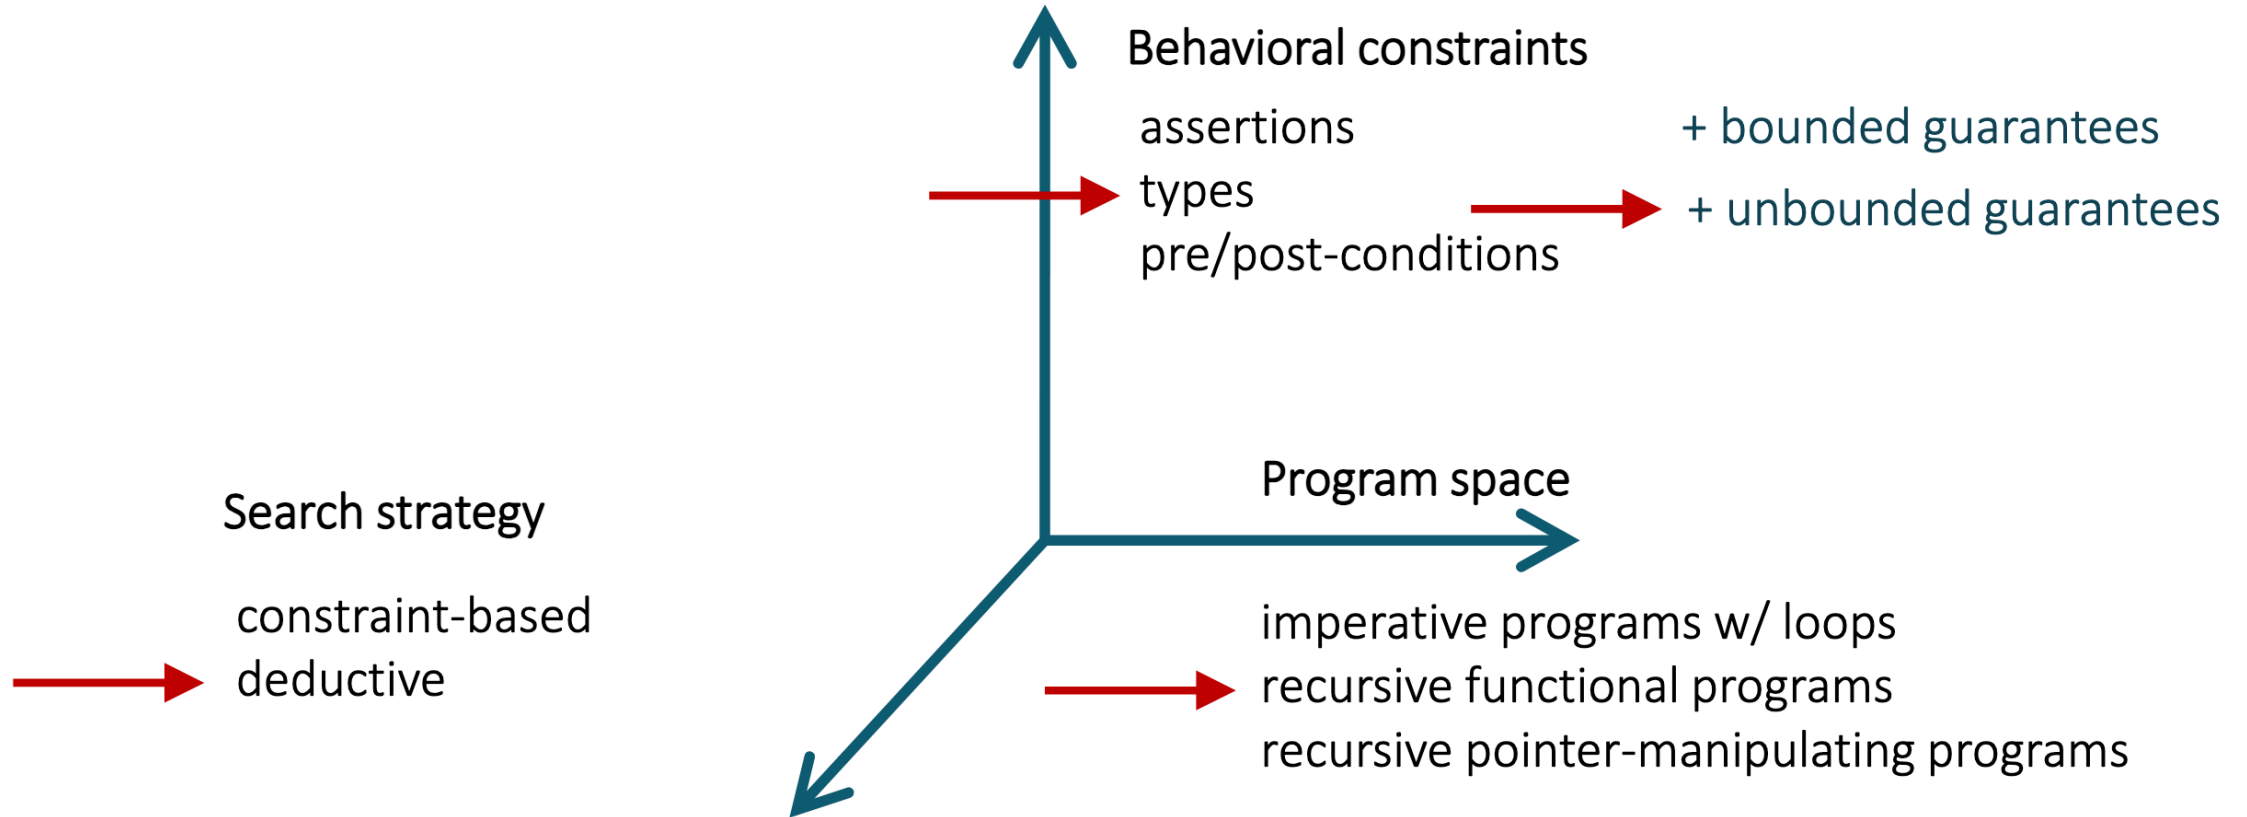 Behavioral constraints
assertions
types
pre/post-conditions
+ bounded guarantees
+ unbounded guarantees
Program space
imperative programs w/ loops
recursive functional programs
recursive pointer-manipulating programs
Search strategy
constraint-based
deductive